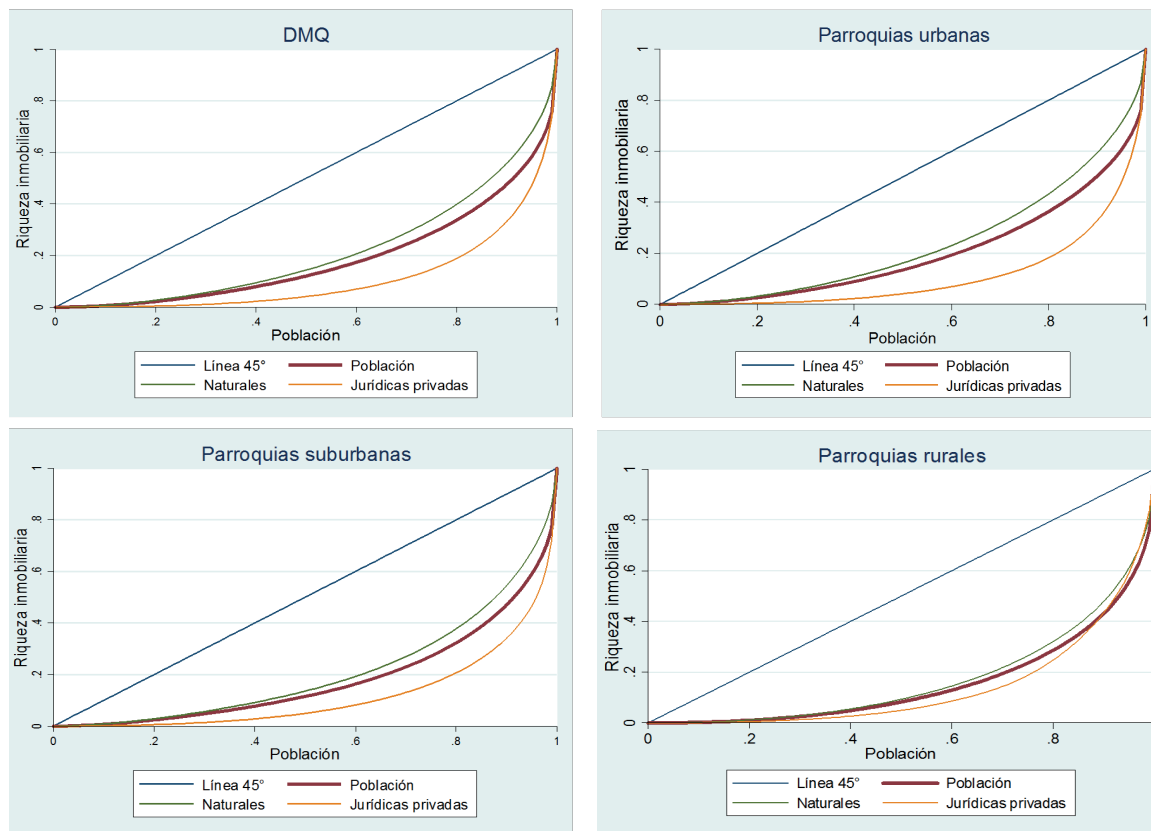 DMQ
Riqueza inmobiliaria
0 .2 .4 .6 .8 1
0 .2 .4 .6 .8 1
Población
Línea 45° Población
Naturales Jurídicas privadas
Parroquias urbanas
Riqueza inmobiliaria
0 .2 .4 .6 .8 1
0 .2 .4 .6 .8 1
Población
Línea 45° Población
Naturales Jurídicas privadas
Parroquias suburbanas
Riqueza inmobiliaria
0 .2 .4 .6 .8 1
0 .2 .4 .6 .8 1
Población
Línea 45° Población
Naturales Jurídicas privadas
Parroquias rurales
Riqueza inmobiliaria
0 .2 .4 .6 .8 1
0 .2 .4 .6 .8
Población
Línea 45° Población
Naturales Jurídicas privadas